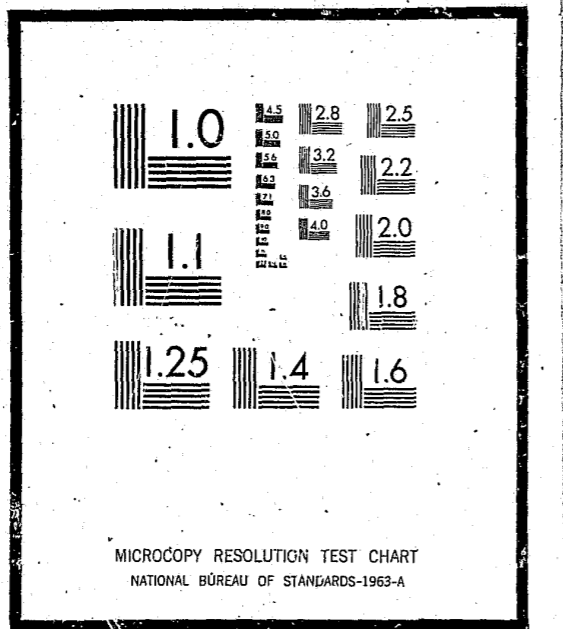 1.0
4.5 2.8 2.5
5.0
5.6 3.2 2.2
6.3
7.1 3.6
4.0 2.0
1.1
1.8
1.25 1.4 1.6
MICROCOPY RESOLUTION TEST CHART
NATIONAL BUREAU OF STANDARDS-1963-A